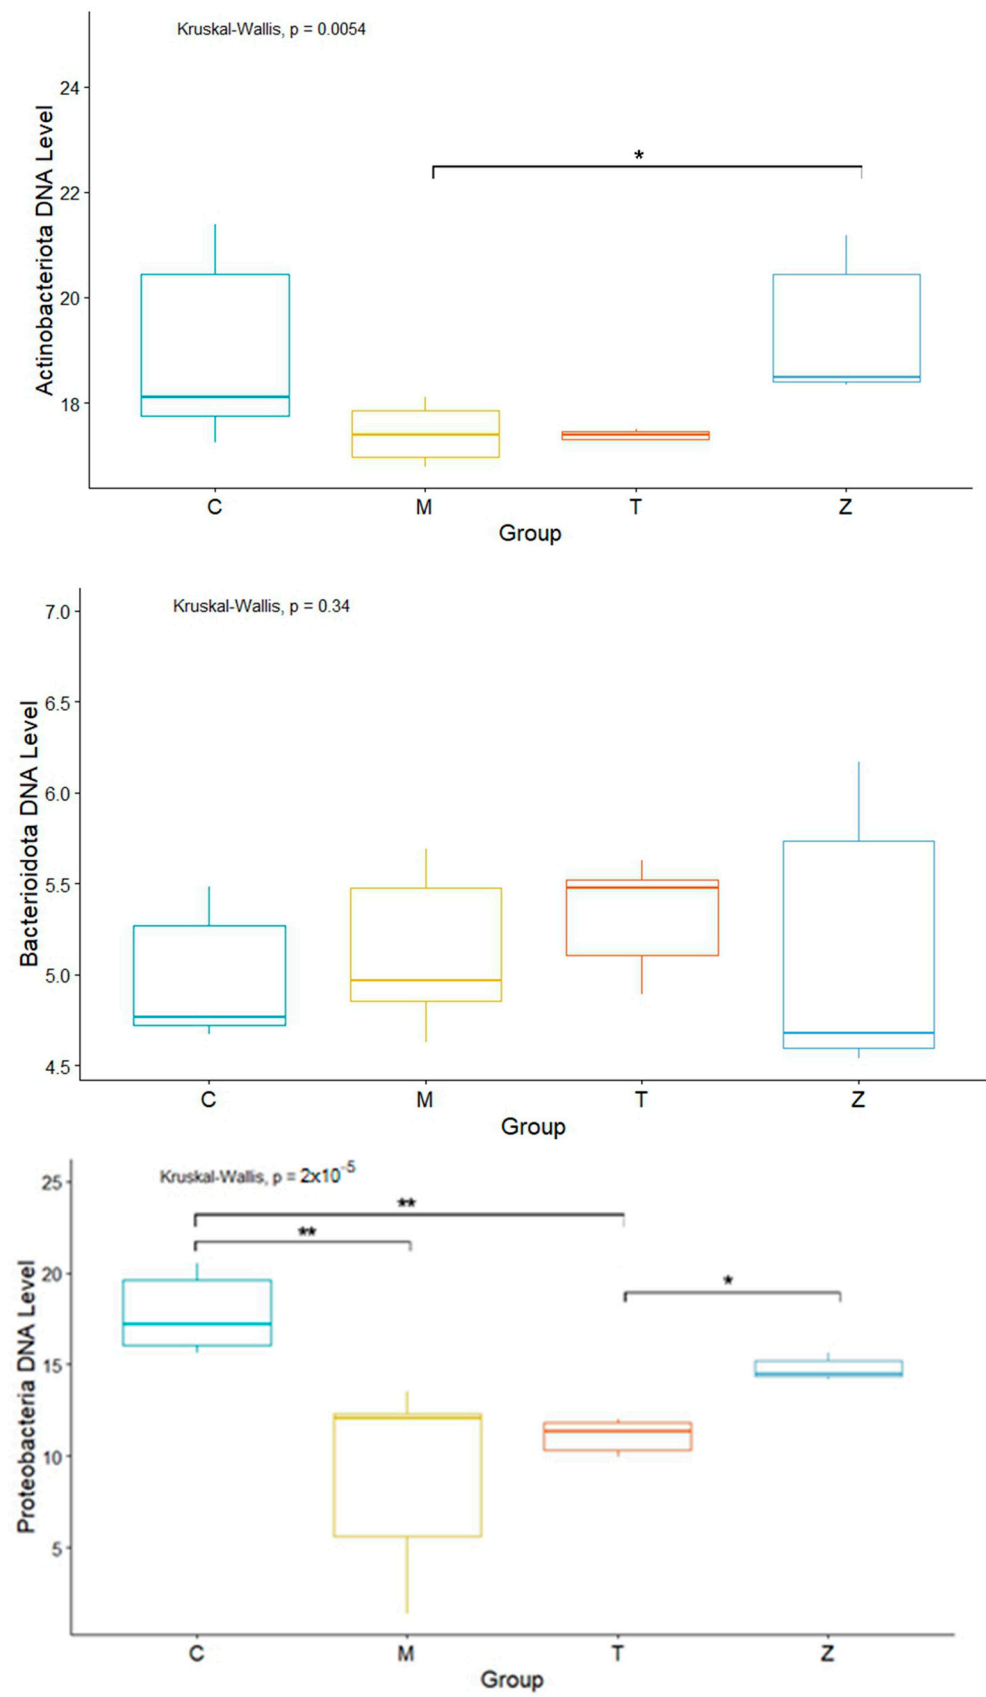 Kruskal-Wallis, p = 0.0054
Actinobacteriota DNA Level
24
22
20
18
*
C M T Z
Group
Kruskal-Wallis, p = 0.34
Bacterioidota DNA Level
7.0
6.5
6.0
5.5
5.0
4.5
C M T Z
Group
Kruskal-Wallis, p = 2x10⁻⁵
Proteobacteria DNA Level
25
20
15
10
5
**
**
*
C M T Z
Group